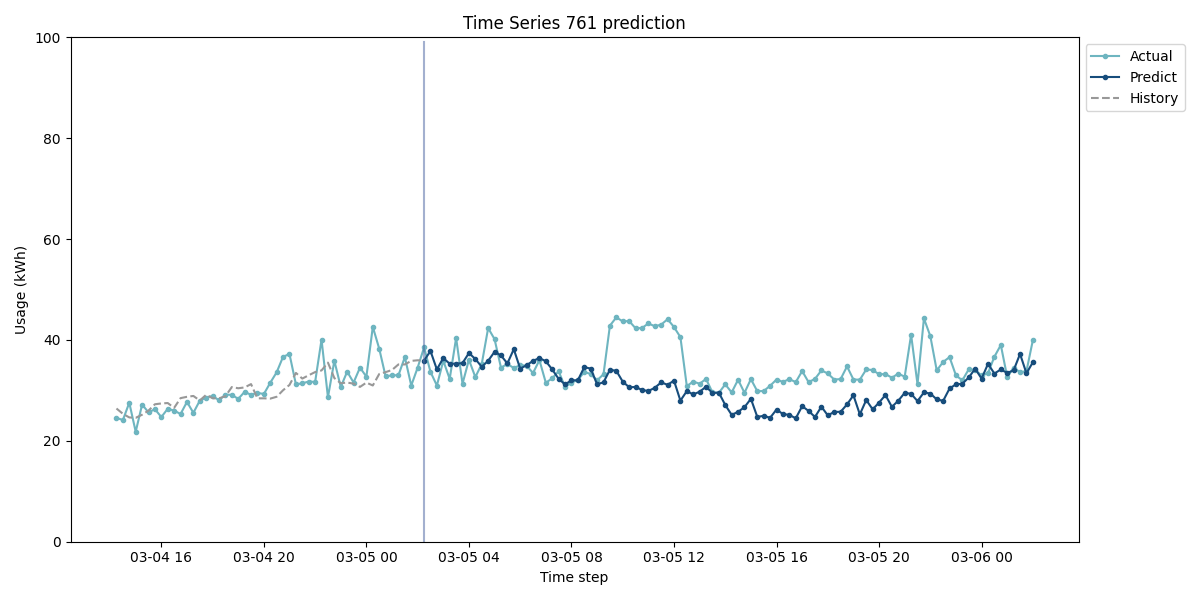 Time Series 761 prediction
100
80
60
40
20
0
Usage (kWh)
03-04 16
03-04 20
03-05 00
03-05 04
03-05 08
03-05 12
03-05 16
03-05 20
03-06 00
Time step
Actual
Predict
History